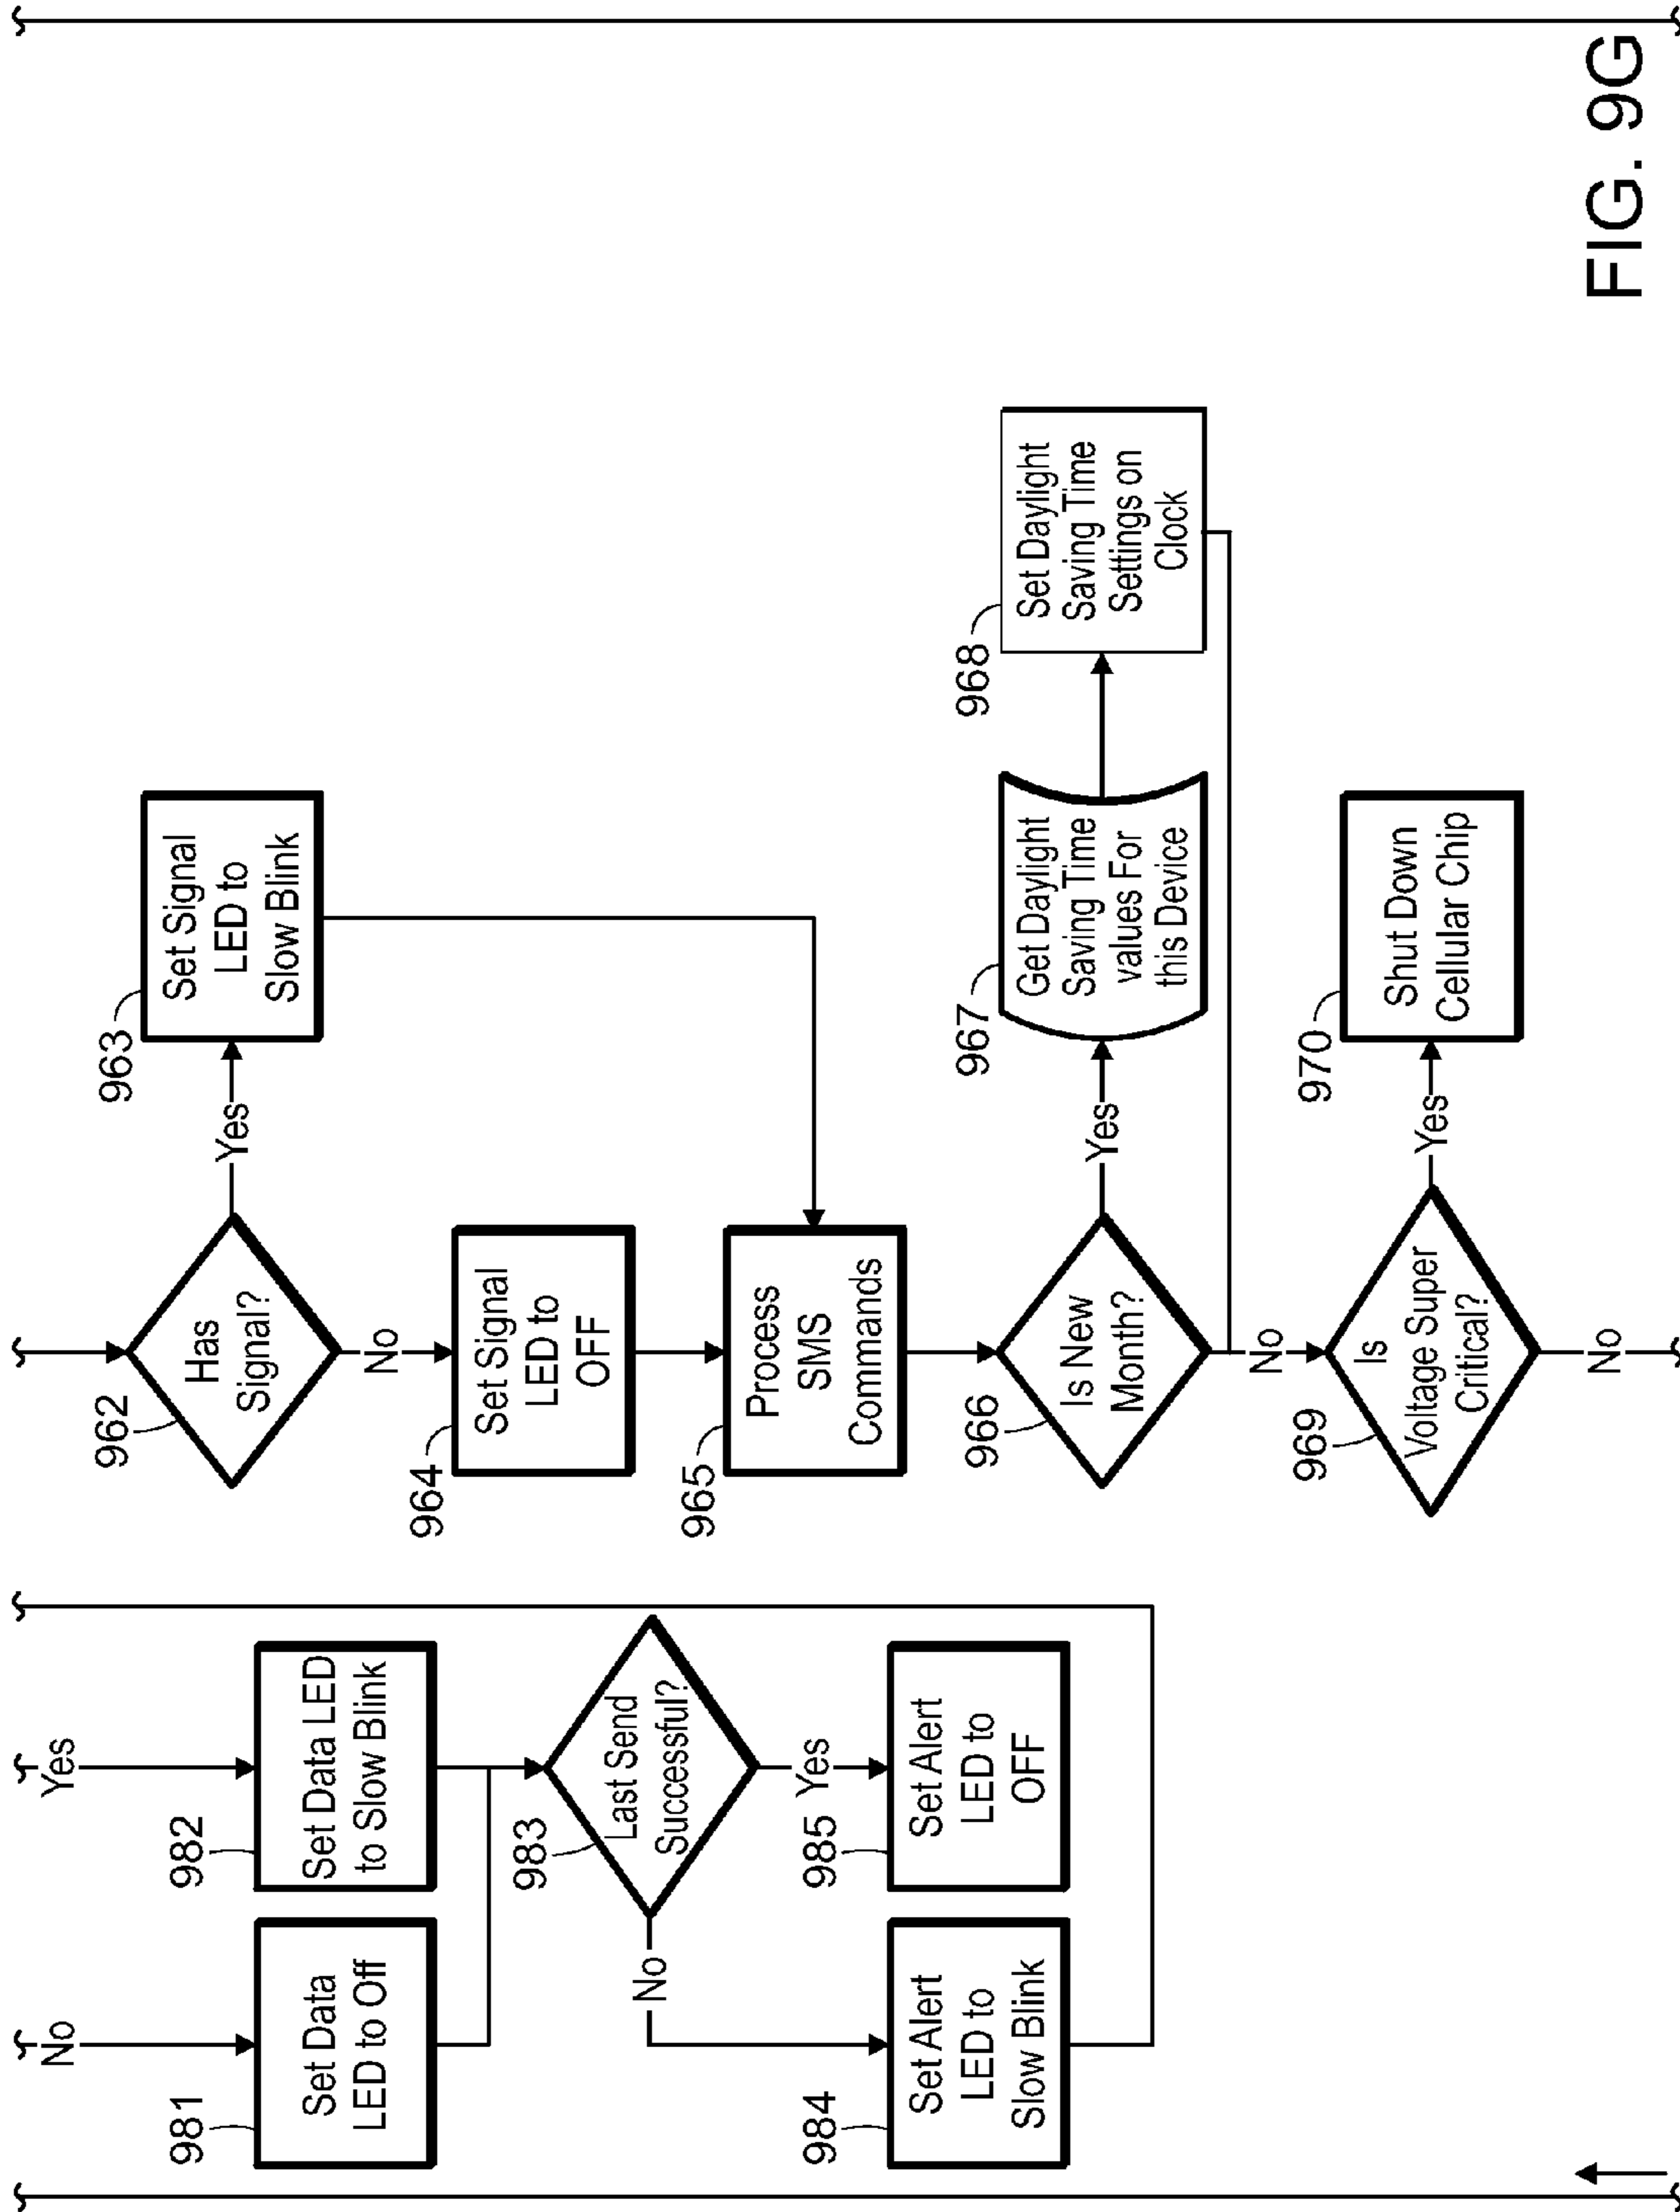 No
Yes
981
Set Data
LED to Off
982
Set Data LED
to Slow Blink
983
Last Send
Successful?
No
Yes
984
Set Alert
LED to
Slow Blink
985
Set Alert
LED to
OFF
962
Has
Signal?
Yes
963
Set Signal
LED to
Slow Blink
No
964
Set Signal
LED to
OFF
965
Process
SMS
Commands
966
Is New
Month?
Yes
967
Get Daylight
Saving Time
values For
this Device
968
Set Daylight
Saving Time
Settings on
Clock
No
969
Is
Voltage Super
Critical?
Yes
970
Shut Down
Cellular Chip
No
FIG. 9G